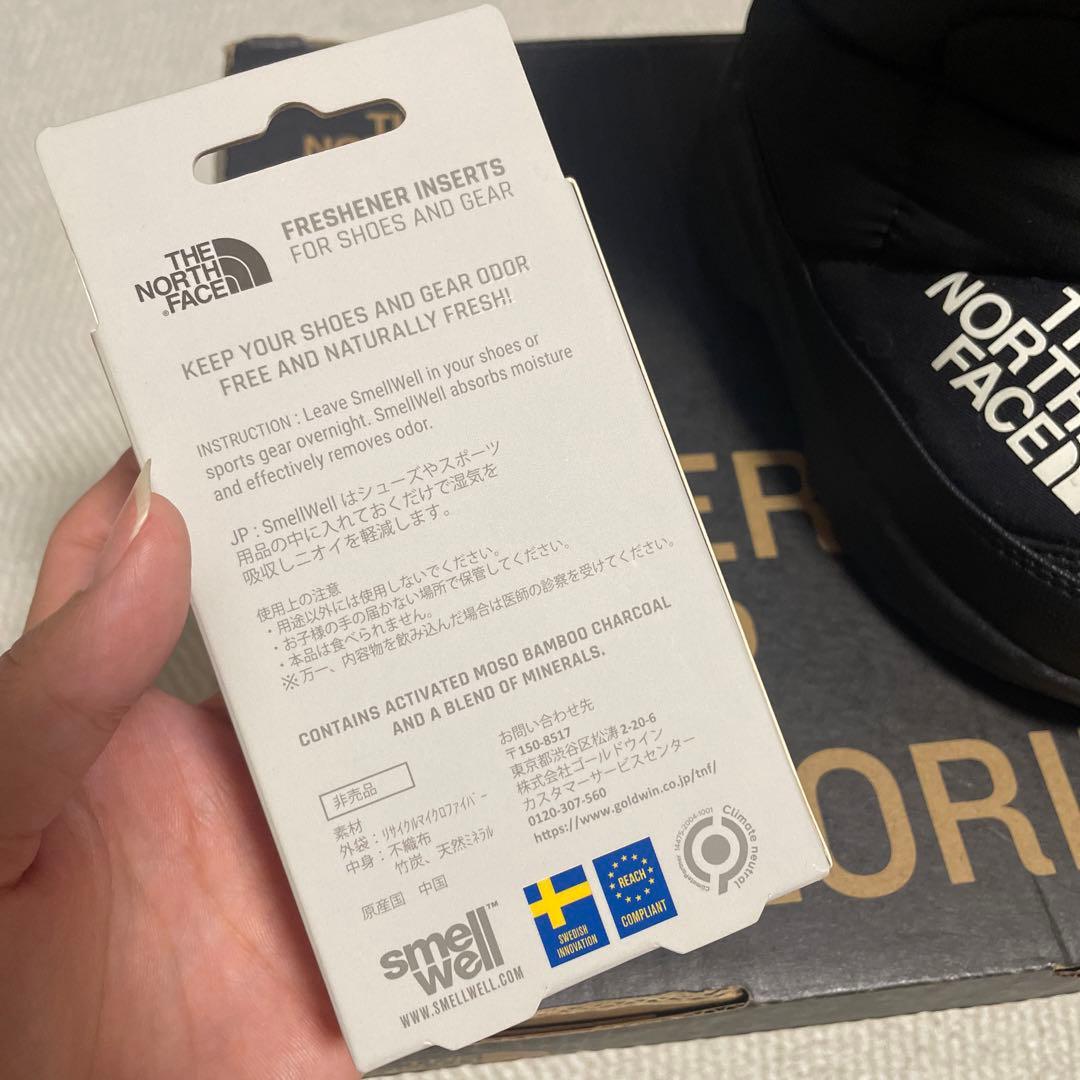 FRESHENER INSERTS
FOR SHOES AND GEAR
THE
NORTH
FACE
KEEP YOUR SHOES AND GEAR ODOR
FREE AND NATURALLY FRESH!
INSTRUCTION : Leave SmellWell in your shoes or
sports gear overnight. SmellWell absorbs moisture
and effectively removes odor.
JP : SmellWell はシューズやスポーツ
用品の中に入れておくだけで湿気を
吸収しニオイを軽減します。
使用上の注意
・用途以外には使用しないでください。
・お子様の手の届かない場所で保管してください。
・本品は食べられません。
※万一、内容物を飲み込んだ場合は医師の診察を受けてください。
CONTAINS ACTIVATED MOSO BAMBOO CHARCOAL
AND A BLEND OF MINERALS.
非売品
素材
外袋：リサイクルマイクロファイバー
中身：不織布
竹炭、天然ミネラル
原産国 中国
お問い合わせ先
〒150-8517
東京都渋谷区松涛2-20-6
株式会社ゴールドウイン
カスタマーサービスセンター
0120-307-560
https://www.goldwin.co.jp/tnf/
smell
well™
WWW.SMELLWELL.COM
SWEDISH
INNOVATION
REACH
COMPLIANT
Climate neutral
ClimatePartner 14475-2004-1001
THE
NORTH
FACE